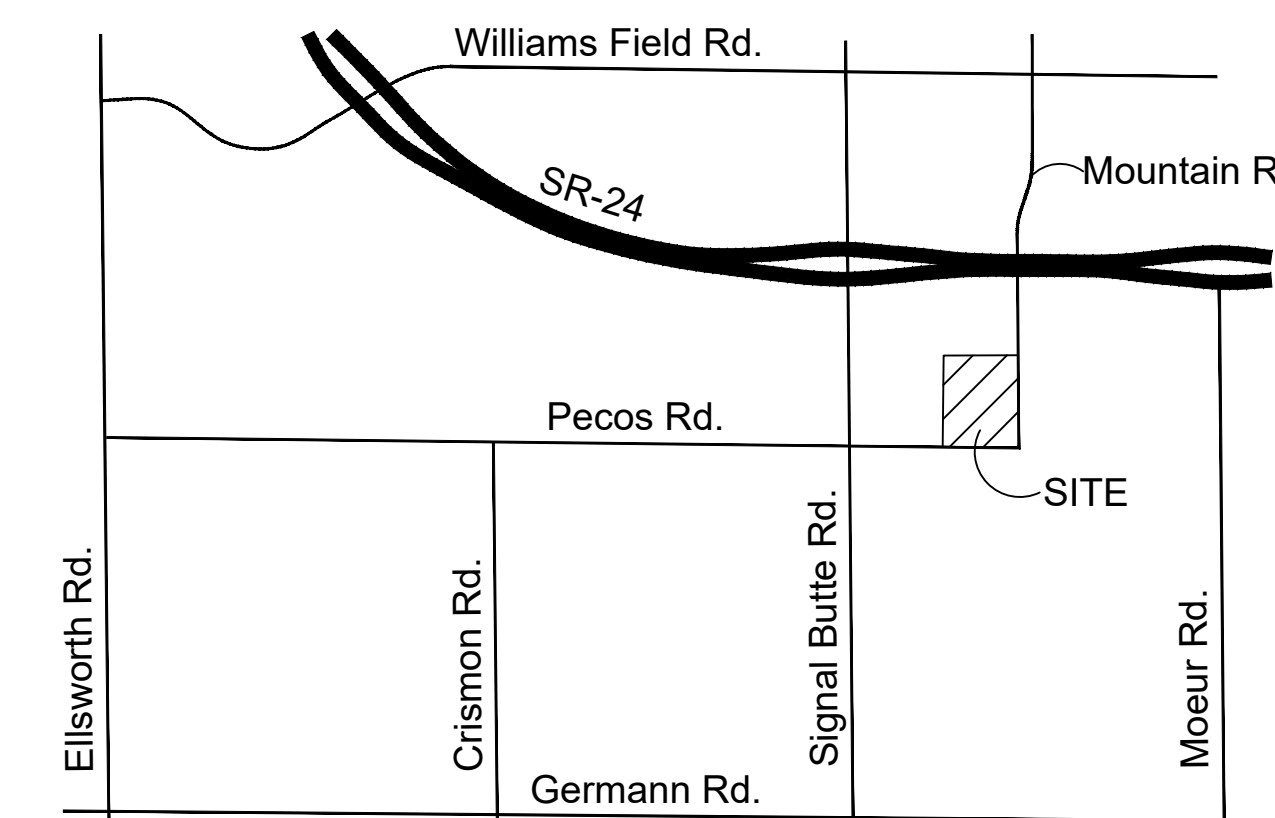 Williams Field Rd.
Mountain R
SR-24
Pecos Rd.
SITE
Ellsworth Rd.
Crismon Rd.
Signal Butte Rd.
Moeur Rd.
Germann Rd.